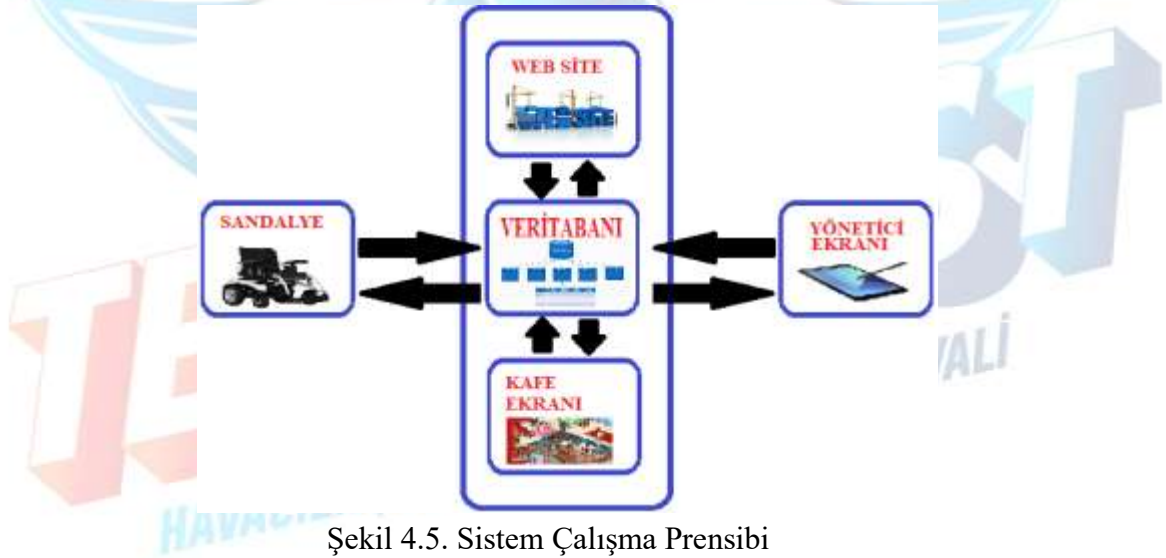 WEB SİTE
SANDALYE
VERİTABANI
YÖNETİCİ
EKRANI
KAFE
EKRANI
Şekil 4.5. Sistem Çalışma Prensibi